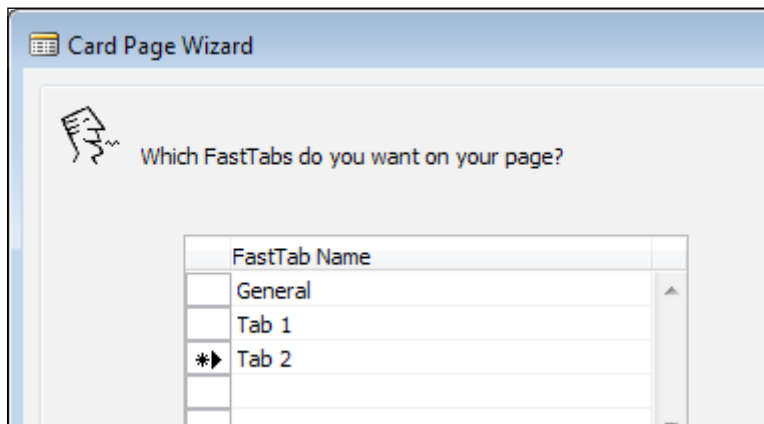 Card Page Wizard
Which FastTabs do you want on your page?
FastTab Name
General
Tab 1
Tab 2